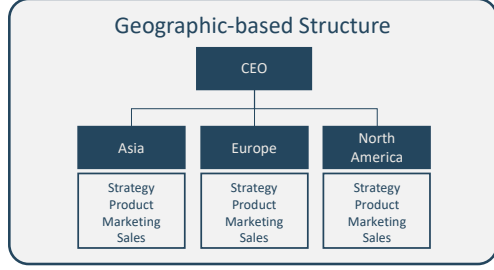 Geographic-based Structure
CEO
Asia
Europe
North
America
Strategy
Product
Marketing
Sales
Strategy
Product
Marketing
Sales
Strategy
Product
Marketing
Sales